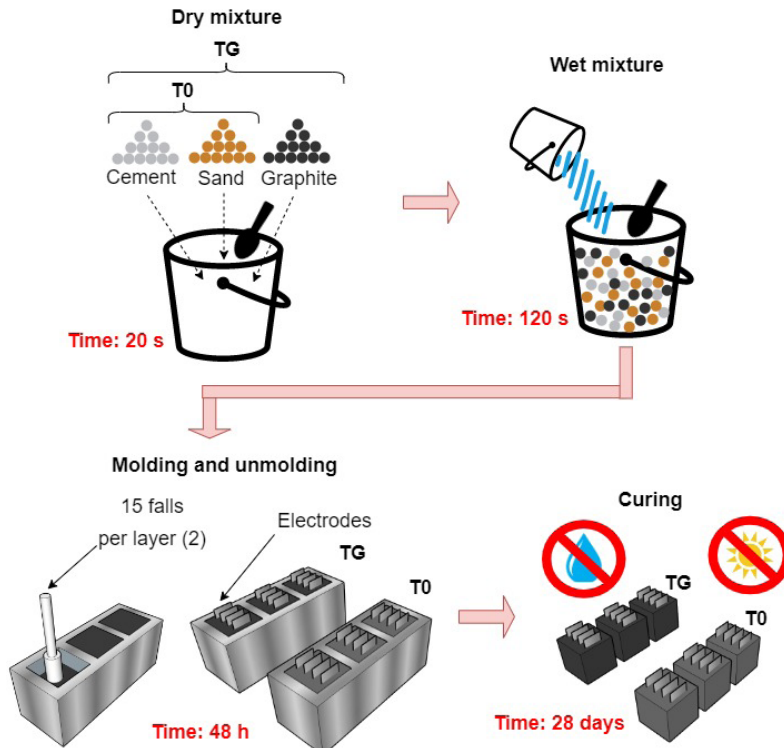 Dry mixture
TG
T0
Cement Sand Graphite
Time: 20 s
Wet mixture
Time: 120 s
Molding and unmolding
15 falls
per layer (2)
Electrodes
TG
T0
Time: 48 h
Curing
TG
T0
Time: 28 days